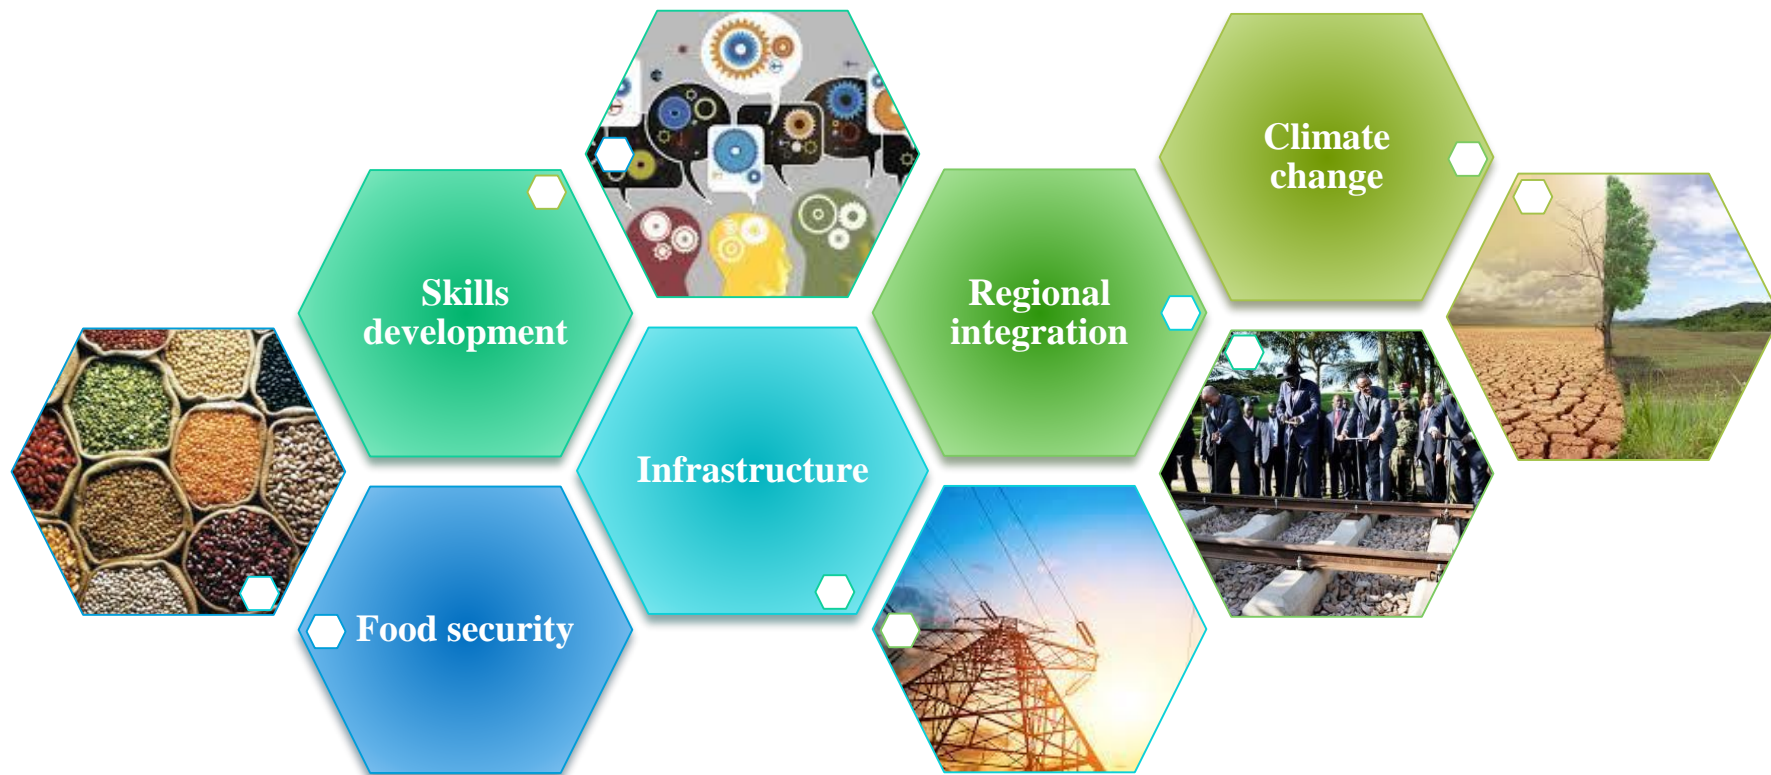 Climate
change
Skills
development
Regional
integration
Infrastructure
Food security